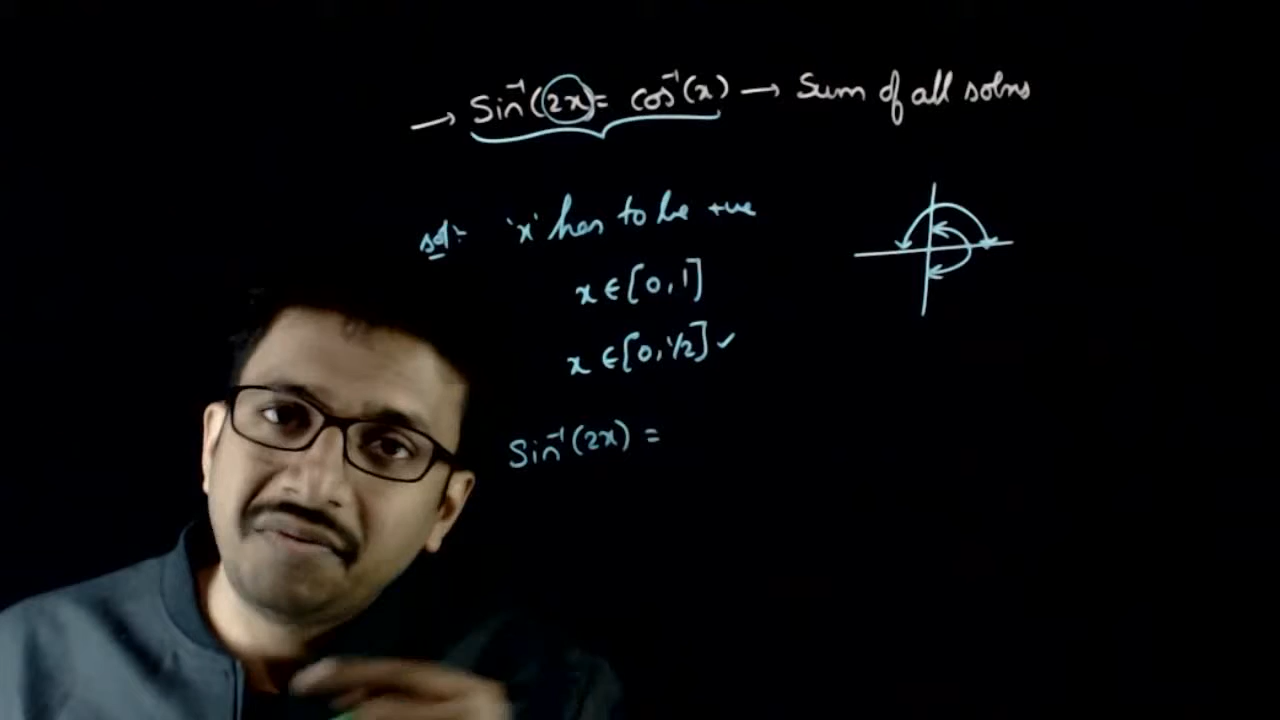 → Sin⁻¹(2x) = cos⁻¹(x) → Sum of all solns
sol: 'x' has to be +ve
x ∈ [0, 1]
x ∈ [0, 1/2] ✓
Sin⁻¹(2x) =